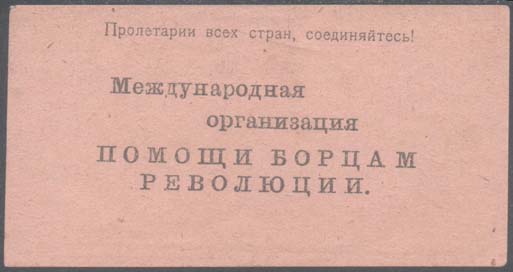 Пролетарии всех стран, соединяйтесь!
Международная
организация
ПОМОЩИ БОРЦАМ
РЕВОЛЮЦИИ.